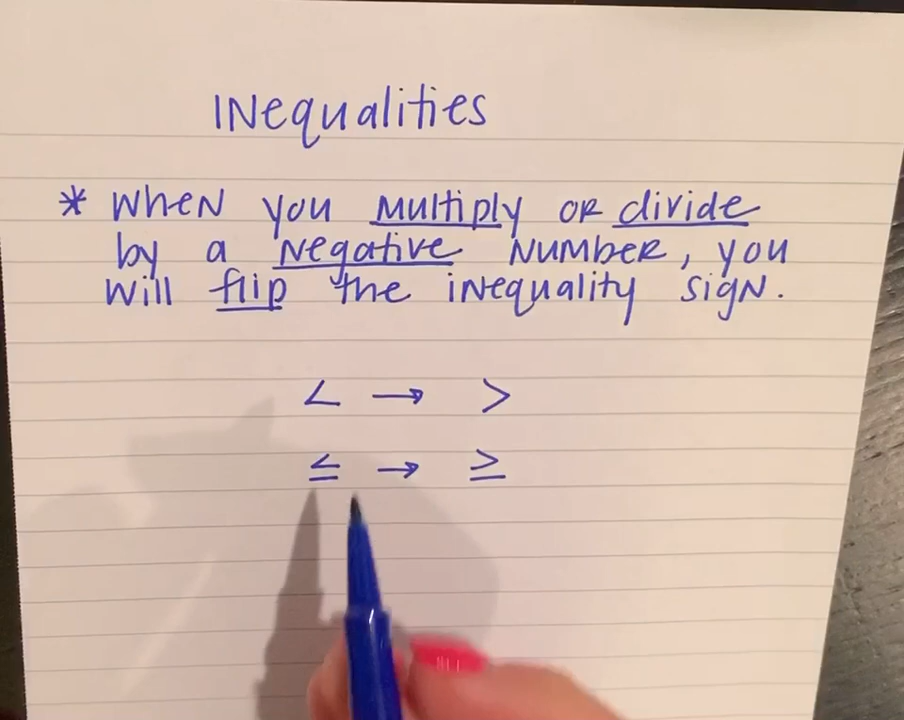 INequalities
* When you multiply or divide
by a negative number, you
will flip the inequality sign.
< → >
≤ → ≥